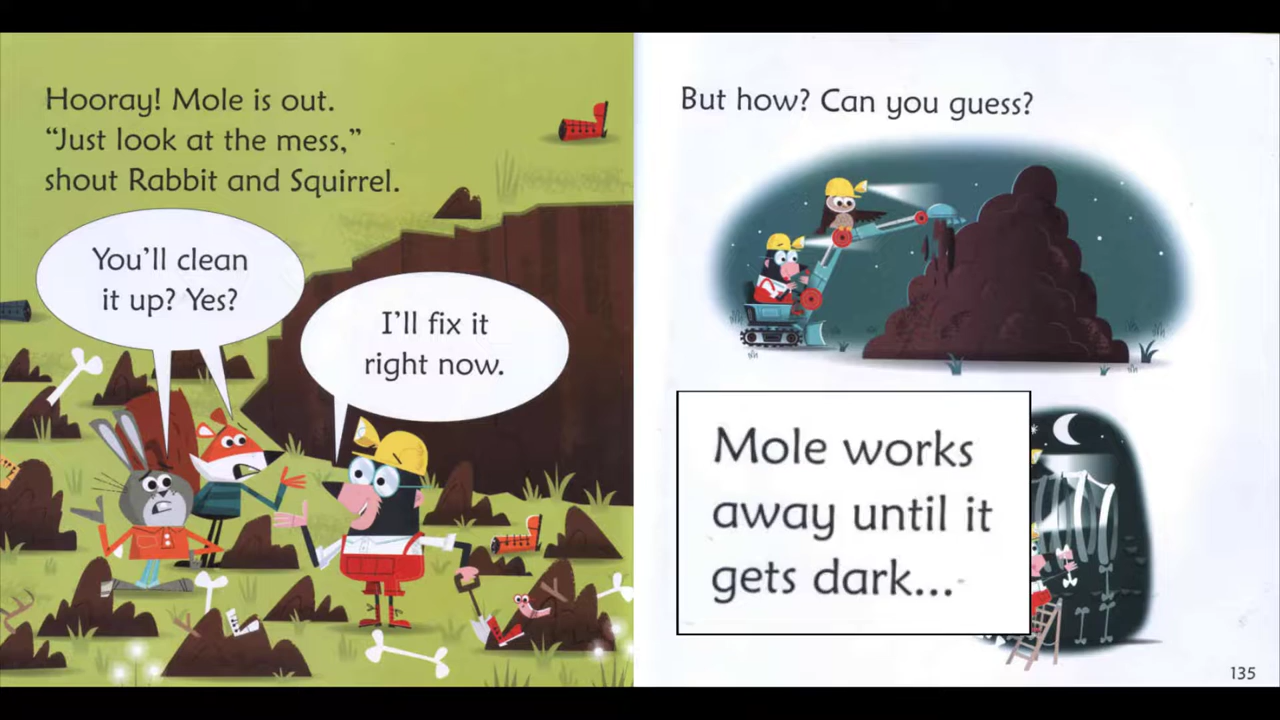 Hooray! Mole is out.
“Just look at the mess,”
shout Rabbit and Squirrel.
You’ll clean
it up? Yes?
I’ll fix it
right now.
But how? Can you guess?
Mole works
away until it
gets dark...
135